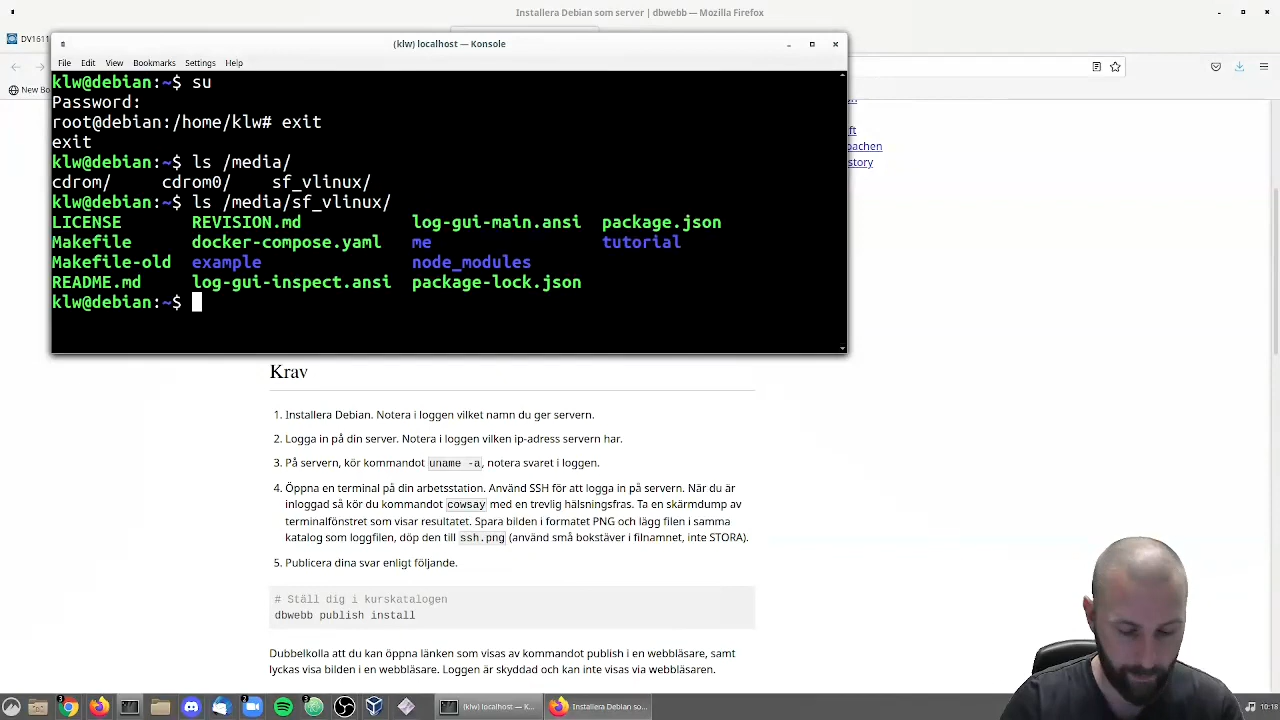 Installera Debian som server | dbwebb — Mozilla Firefox
DV1611
New Bo
(klw) localhost — Konsole
File Edit View Bookmarks Settings Help
klw@debian:~$ su
Password:
root@debian:/home/klw# exit
exit
klw@debian:~$ ls /media/
cdrom/ cdrom0/ sf_vlinux/
klw@debian:~$ ls /media/sf_vlinux/
LICENSE REVISION.md log-gui-main.ansi package.json
Makefile docker-compose.yaml me tutorial
Makefile-old example node_modules
README.md log-gui-inspect.ansi package-lock.json
klw@debian:~$
ft
oachen
story
Krav
1. Installera Debian. Notera i loggen vilket namn du ger servern.
2. Logga in på din server. Notera i loggen vilken ip-adress servern har.
3. På servern, kör kommandot uname -a, notera svaret i loggen.
4. Öppna en terminal på din arbetsstation. Använd SSH för att logga in på servern. När du är
inloggad så kör du kommandot cowsay med en trevlig hälsningsfras. Ta en skärmdump av
terminalfönstret som visar resultatet. Spara bilden i formatet PNG och lägg filen i samma
katalog som loggfilen, döp den till ssh.png (använd små bokstäver i filnamnet, inte STORA).
5. Publicera dina svar enligt följande.
# Ställ dig i kurskatalogen
dbwebb publish install
Dubbelkolla att du kan öppna länken som visas av kommandot publish i en webbläsare, samt
lyckas visa bilden i en webbläsare. Loggen är skyddad och kan inte visas via webbläsaren.
3 2 3 (klw) localhost — K... Installera Debian so... 10:18